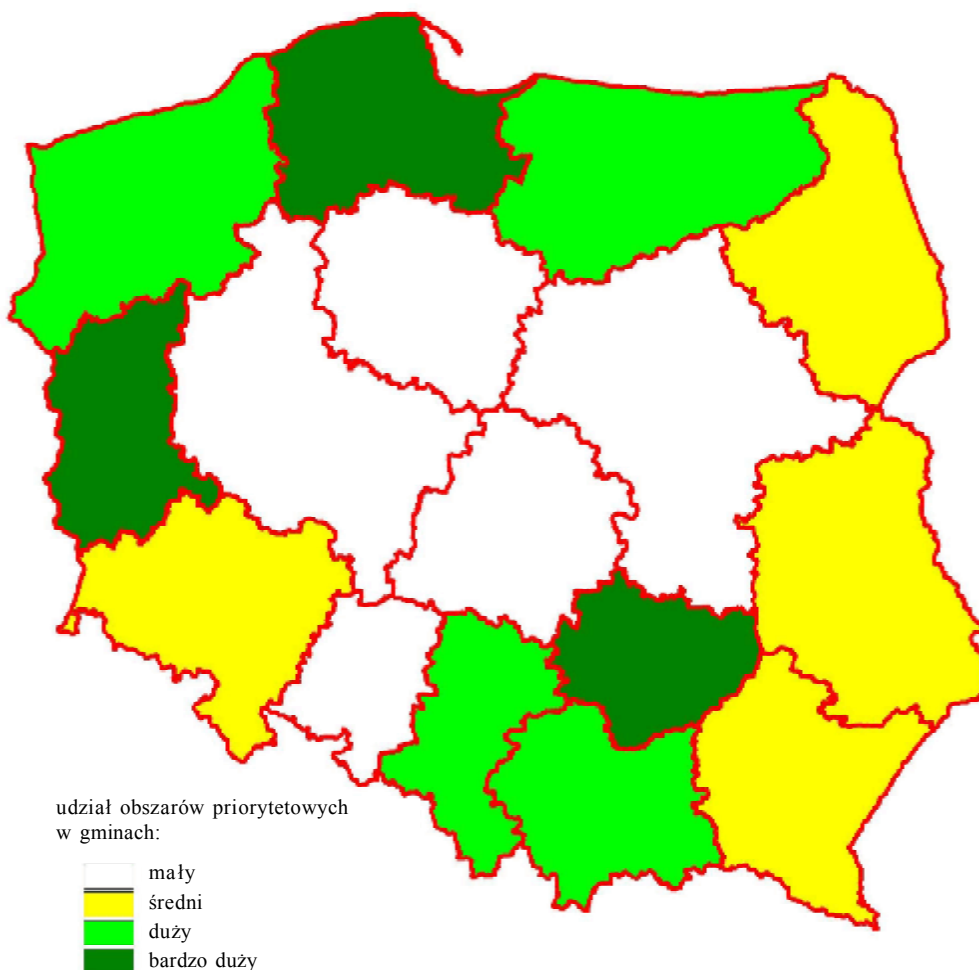 udział obszarów priorytetowych
w gminach:
mały
średni
duży
bardzo duży